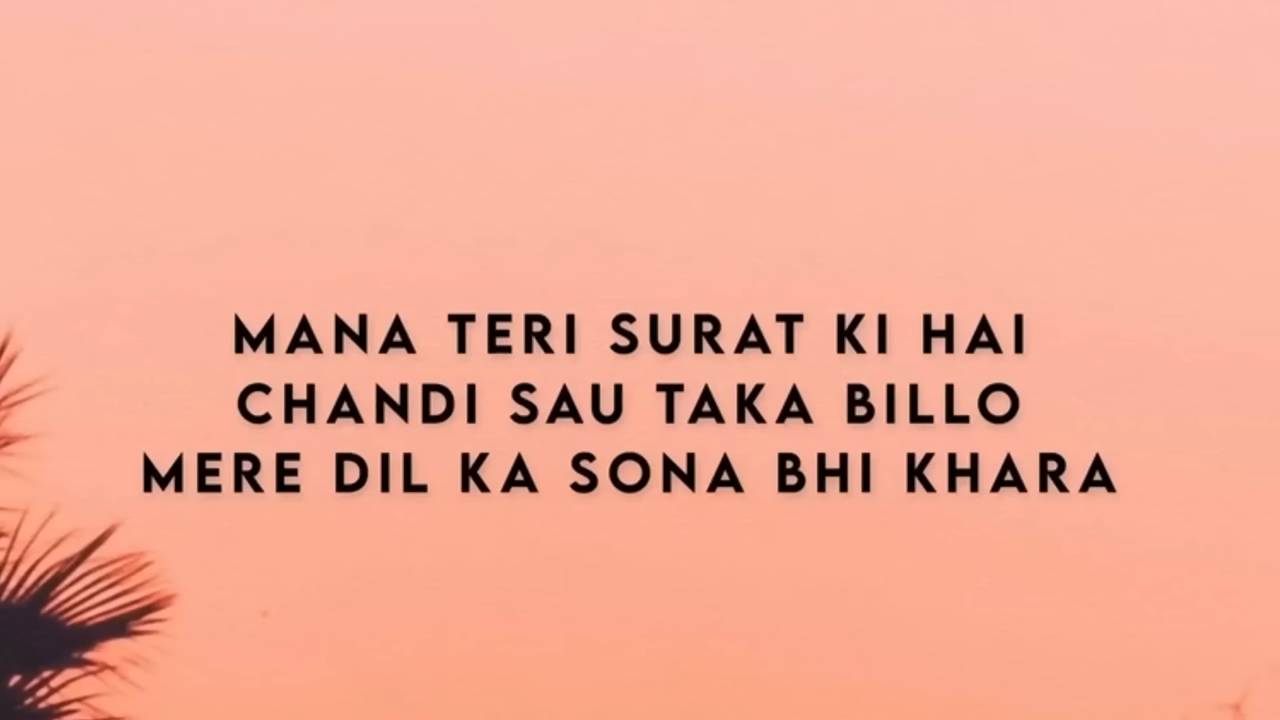 MANA TERI SURAT KI HAI
CHANDI SAU TAKA BILLO
MERE DIL KA SONA BHI KHARA